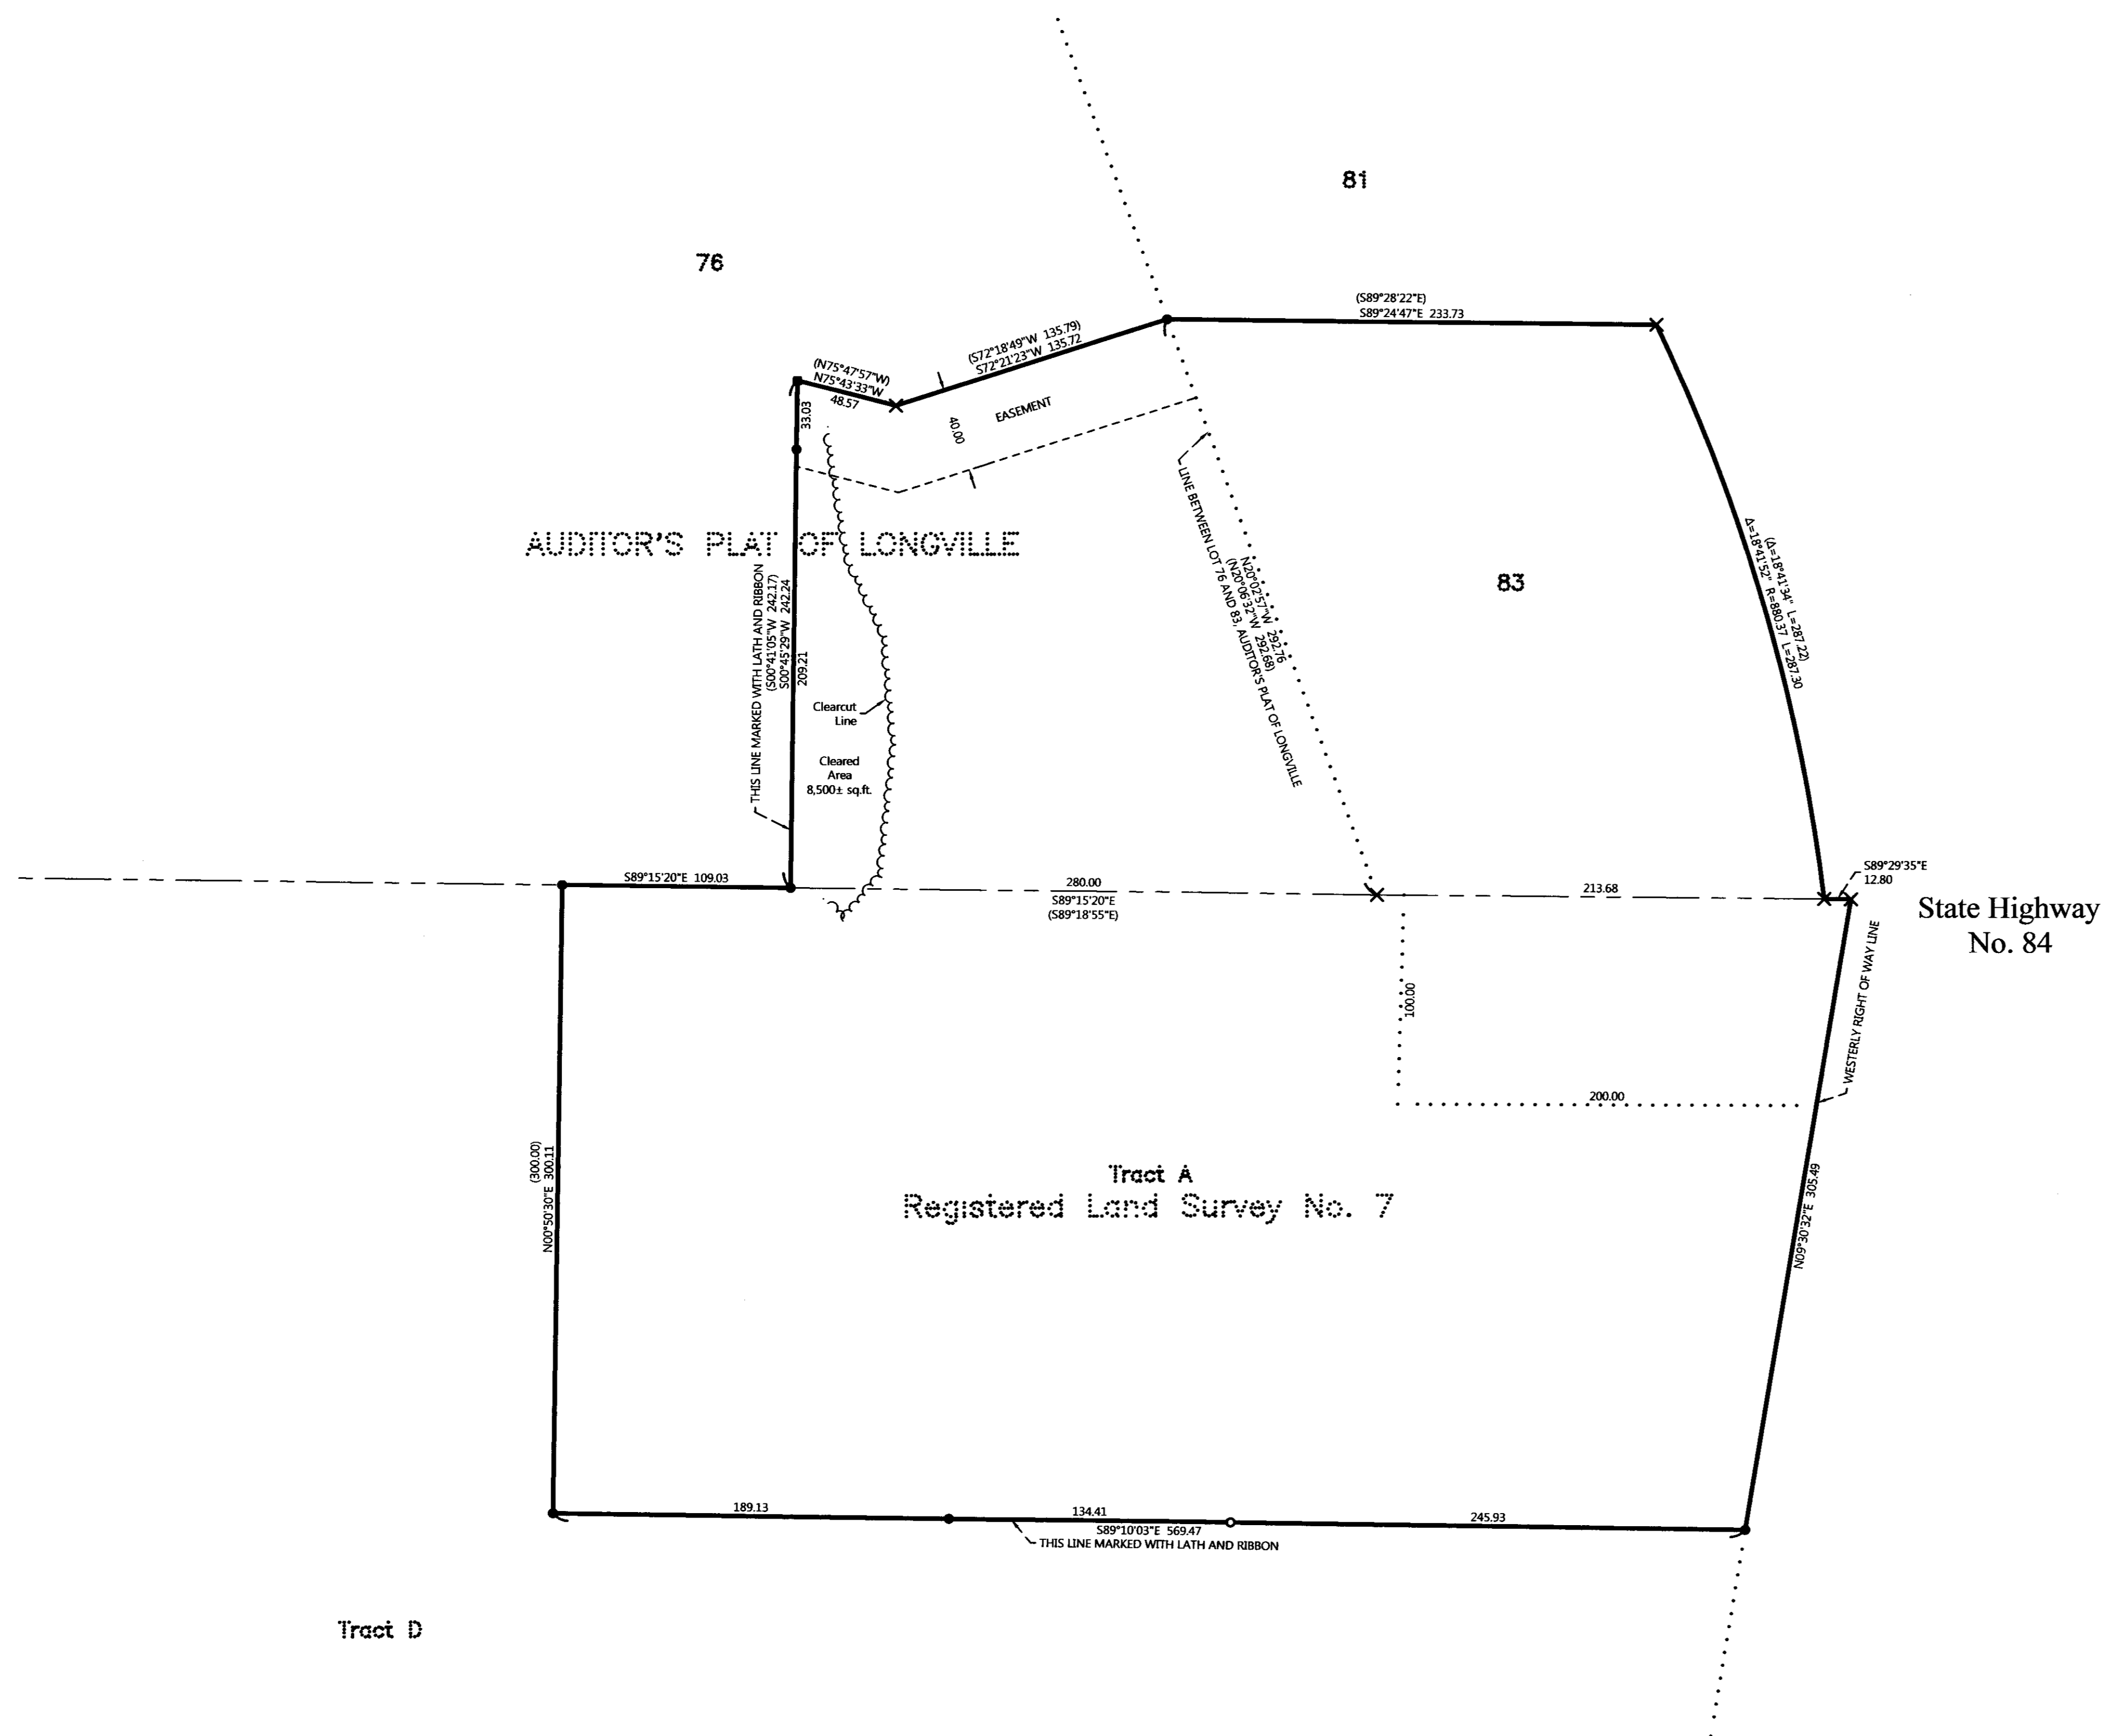 81
76
(S89°28'22"E)
S89°24'47"E 233.73
(S72°18'49"W 135.79)
S72°21'23"W 135.72
(N75°47'57"W)
N75°43'33"W
48.57
33.03
40.00
EASEMENT
AUDITOR'S PLAT OF LONGVILLE
THIS LINE MARKED WITH LATH AND RIBBON
(S00°41'05"W 242.17)
S00°45'29"W 242.24
209.21
Clearcut
Line
Cleared
Area
8,500± sq.ft.
LINE BETWEEN LOT 76 AND 83, AUDITOR'S PLAT OF LONGVILLE
(N20°06'32"W 292.68)
N20°02'57"W 292.76
83
(Δ=18°41'34" L=287.22)
Δ=18°41'52" R=880.37 L=287.30
S89°15'20"E 109.03
280.00
S89°15'20"E
(S89°18'55"E)
213.68
S89°29'35"E
12.80
State Highway
No. 84
WESTERLY RIGHT OF WAY LINE
100.00
200.00
(300.00)
N00°50'30"E 300.11
Tract A
Registered Land Survey No. 7
N09°30'32"E 305.49
189.13
134.41
245.93
S89°10'03"E 569.47
THIS LINE MARKED WITH LATH AND RIBBON
Tract D